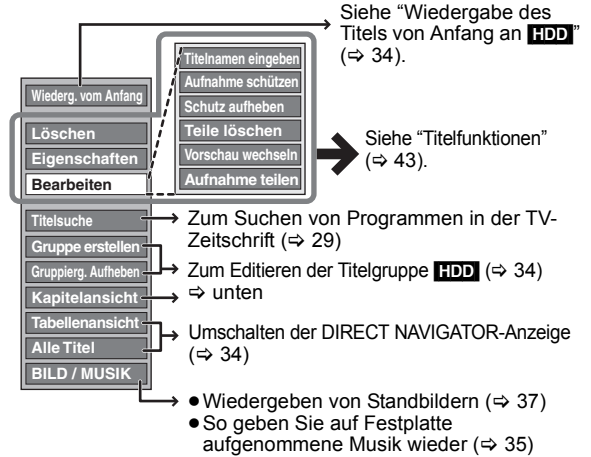 Siehe “Wiedergabe des
Titels von Anfang an HDD”
(⇨ 34).
Wiederg. vom Anfang
Löschen
Eigenschaften
Bearbeiten
Titelnamen eingeben
Aufnahme schützen
Schutz aufheben
Teile löschen
Vorschau wechseln
Aufnahme teilen
Siehe “Titelfunktionen”
(⇨ 43).
Titelsuche
Zum Suchen von Programmen in der TV-
Zeitschrift (⇨ 29)
Gruppe erstellen
Gruppierg. Aufheben
Zum Editieren der Titelgruppe HDD (⇨ 34)
Kapitelansicht
⇨ unten
Tabellenansicht
Alle Titel
Umschalten der DIRECT NAVIGATOR-Anzeige
(⇨ 34)
BILD / MUSIK
● Wiedergeben von Standbildern (⇨ 37)
● So geben Sie auf Festplatte
aufgenommene Musik wieder (⇨ 35)